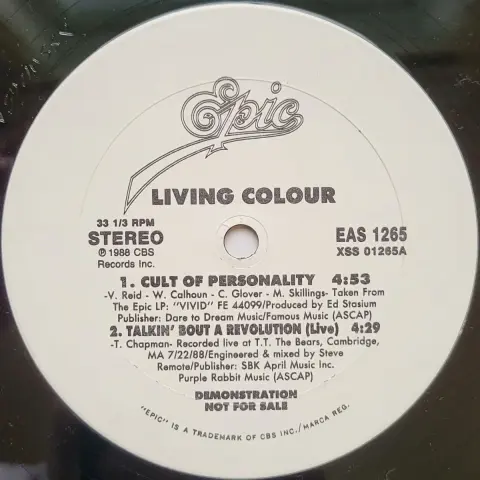 Epic
LIVING COLOUR
33 1/3 RPM
STEREO
℗ 1988 CBS
Records Inc.
EAS 1265
XSS 01265A
1. CULT OF PERSONALITY 4:53
-V. Reid - W. Calhoun - C. Glover - M. Skillings- Taken From
The Epic LP: "VIVID" FE 44099/Produced by Ed Stasium
Publisher: Dare to Dream Music/Famous Music (ASCAP)
2. TALKIN' BOUT A REVOLUTION (Live) 4:29
-T. Chapman- Recorded live at T.T. The Bears, Cambridge,
MA 7/22/88/Engineered & mixed by Steve
Remote/Publisher: SBK April Music Inc.
Purple Rabbit Music (ASCAP)
DEMONSTRATION
NOT FOR SALE
"EPIC" IS A TRADEMARK OF CBS INC./MARCA REG.